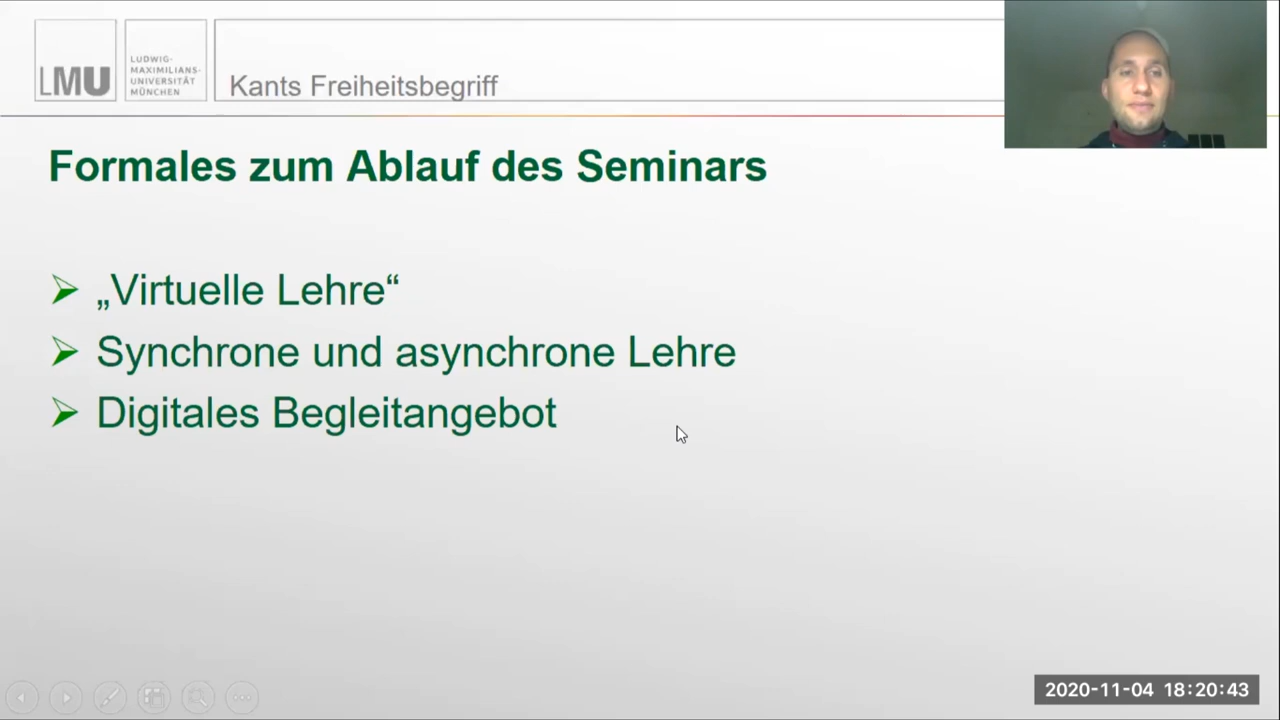 LMU
LUDWIG-
MAXIMILIANS-
UNIVERSITÄT
MÜNCHEN
Kants Freiheitsbegriff
Formales zum Ablauf des Seminars
„Virtuelle Lehre“
Synchrone und asynchrone Lehre
Digitales Begleitangebot
2020-11-04 18:20:43